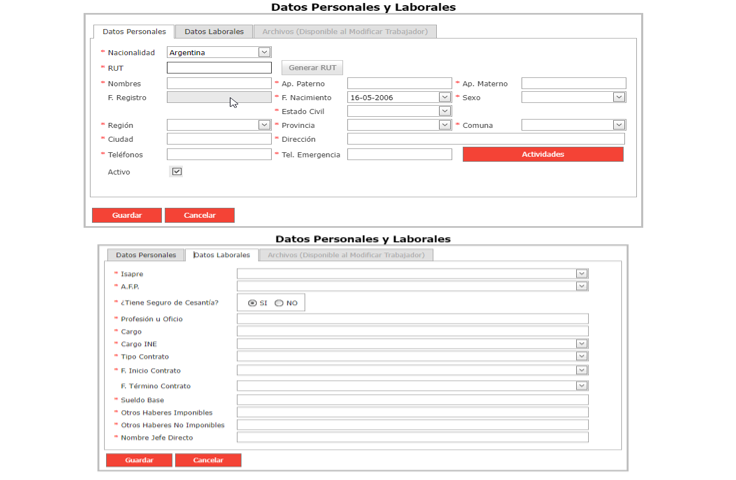 Datos Personales y Laborales
Datos Personales Datos Laborales Archivos (Disponible al Modificar Trabajador)
* Nacionalidad Argentina
* RUT Generar RUT
* Nombres * Ap. Paterno * Ap. Materno
F. Registro * F. Nacimiento 16-05-2006 * Sexo
* Estado Civil
* Región * Provincia * Comuna
* Ciudad * Dirección
* Teléfonos * Tel. Emergencia Actividades
Activo
Guardar Cancelar
Datos Personales y Laborales
Datos Personales Datos Laborales Archivos (Disponible al Modificar Trabajador)
* Isapre
* A.F.P.
* ¿Tiene Seguro de Cesantía? SI NO
* Profesión u Oficio
* Cargo
* Cargo INE
* Tipo Contrato
* F. Inicio Contrato
F. Término Contrato
* Sueldo Base
* Otros Haberes Imponibles
* Otros Haberes No Imponibles
* Nombre Jefe Directo
Guardar Cancelar